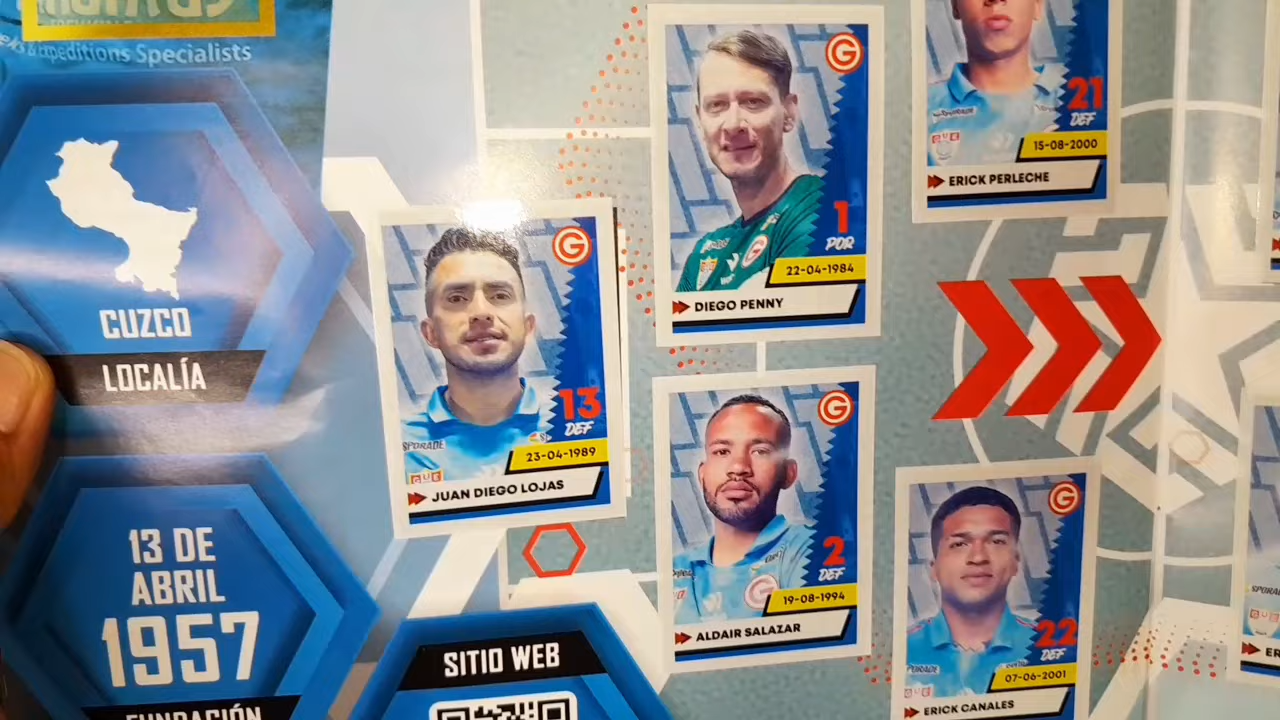 & Expeditions Specialists
CUZCO
LOCALÍA
13 DE
ABRIL
1957
FUNDACIÓN
SITIO WEB
G
13
DEF
23-04-1989
JUAN DIEGO LOJAS
G
1
POR
22-04-1984
DIEGO PENNY
G
2
DEF
19-08-1994
ALDAIR SALAZAR
21
DEF
15-08-2000
ERICK PERLECHE
G
22
DEF
07-06-2001
ERICK CANALES